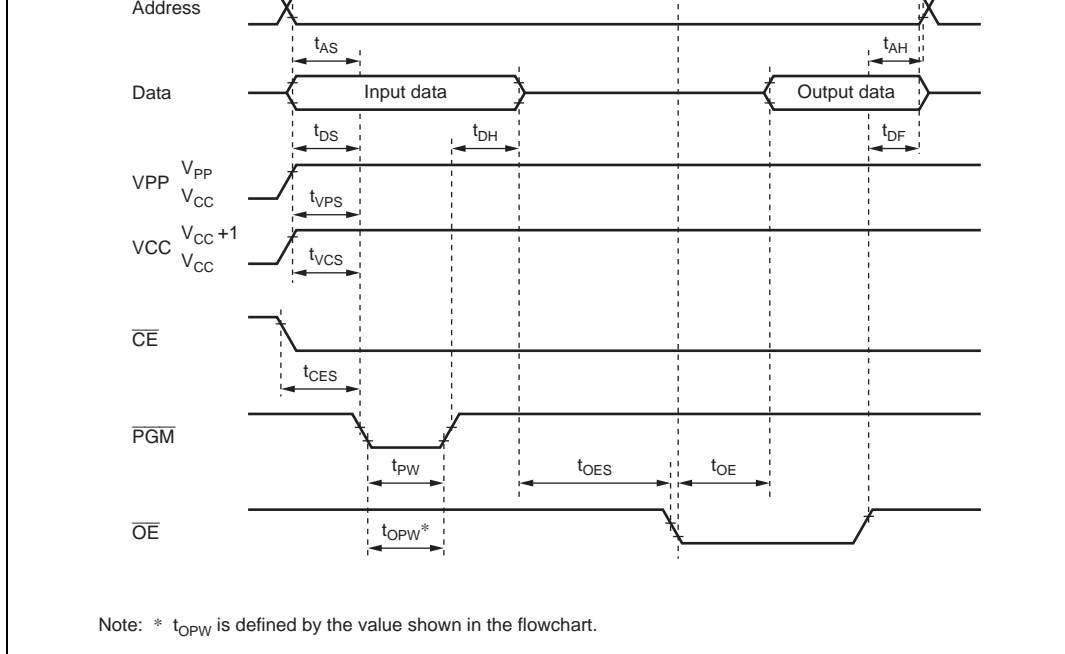 Address
tAS
tAH
Data
Input data
Output data
tDS
tDH
tDF
VPP
VPP
VCC
tVPS
VCC
VCC +1
VCC
tVCS
CE
tCES
PGM
tPW
tOES
tOE
OE
tOPW*
Note: * tOPW is defined by the value shown in the flowchart.